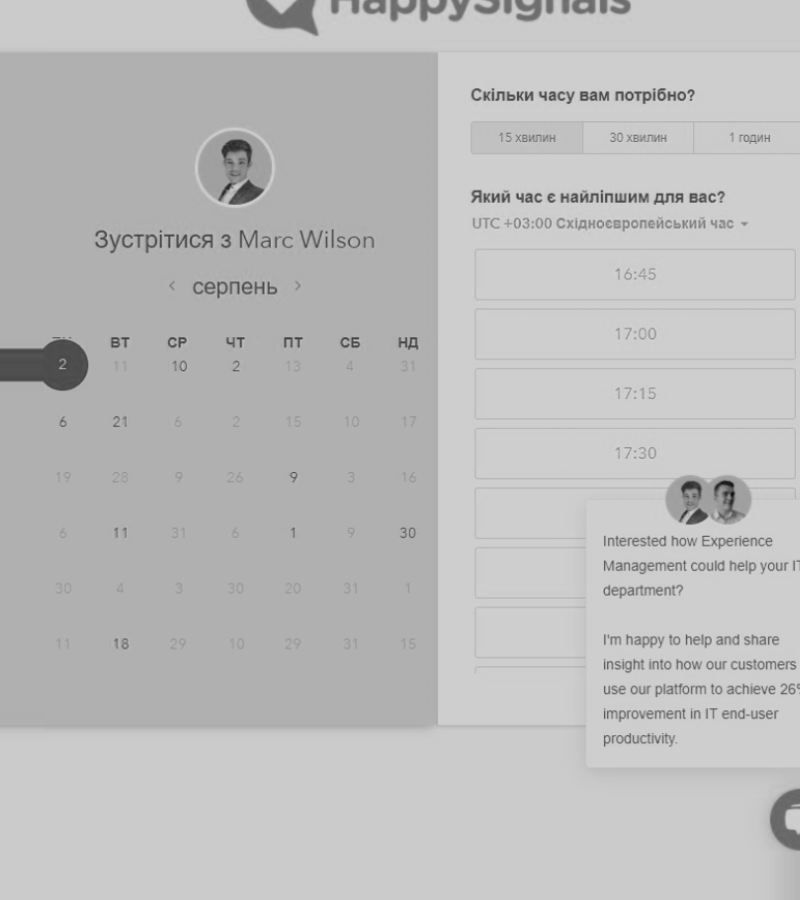 HappySignals
Зустрітися з Marc Wilson
серпень
ВТ СР ЧТ ПТ СБ НД
2 11 10 2 13 4 31
6 21 6 2 15 10 17
19 28 9 26 9 3 16
6 11 31 6 1 9 30
30 4 3 30 20 31 1
11 18 29 10 29 31 15
Скільки часу вам потрібно?
15 хвилин 30 хвилин 1 годин
Який час є найліпшим для вас?
UTC +03:00 Східноєвропейський час
16:45
17:00
17:15
17:30
Interested how Experience
Management could help your IT
department?
I'm happy to help and share
insight into how our customers
use our platform to achieve 26%
improvement in IT end-user
productivity.